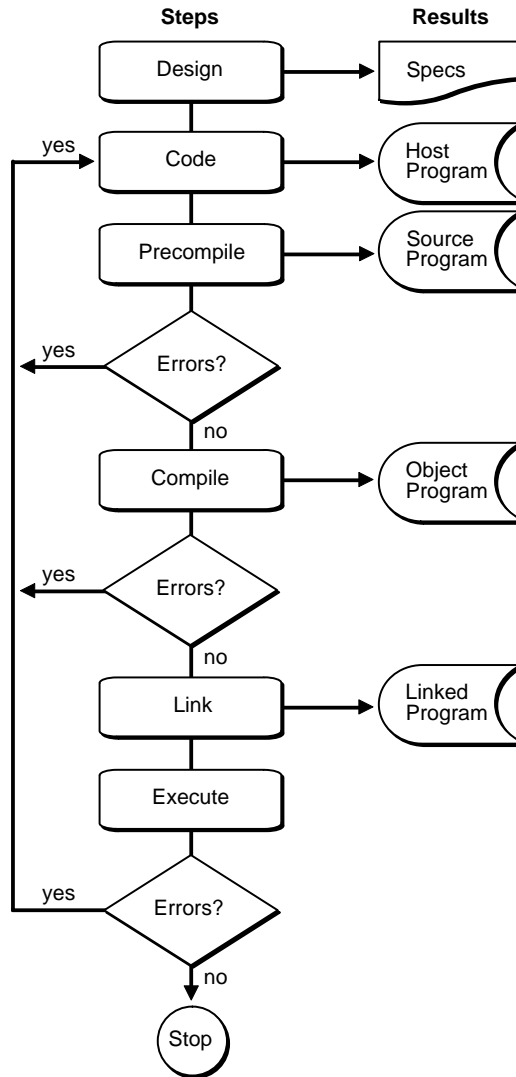 Steps Results
Design
Specs
yes
Code
Host
Program
Precompile
Source
Program
yes
Errors?
no
Compile
Object
Program
yes
Errors?
no
Link
Linked
Program
Execute
yes
Errors?
no
Stop